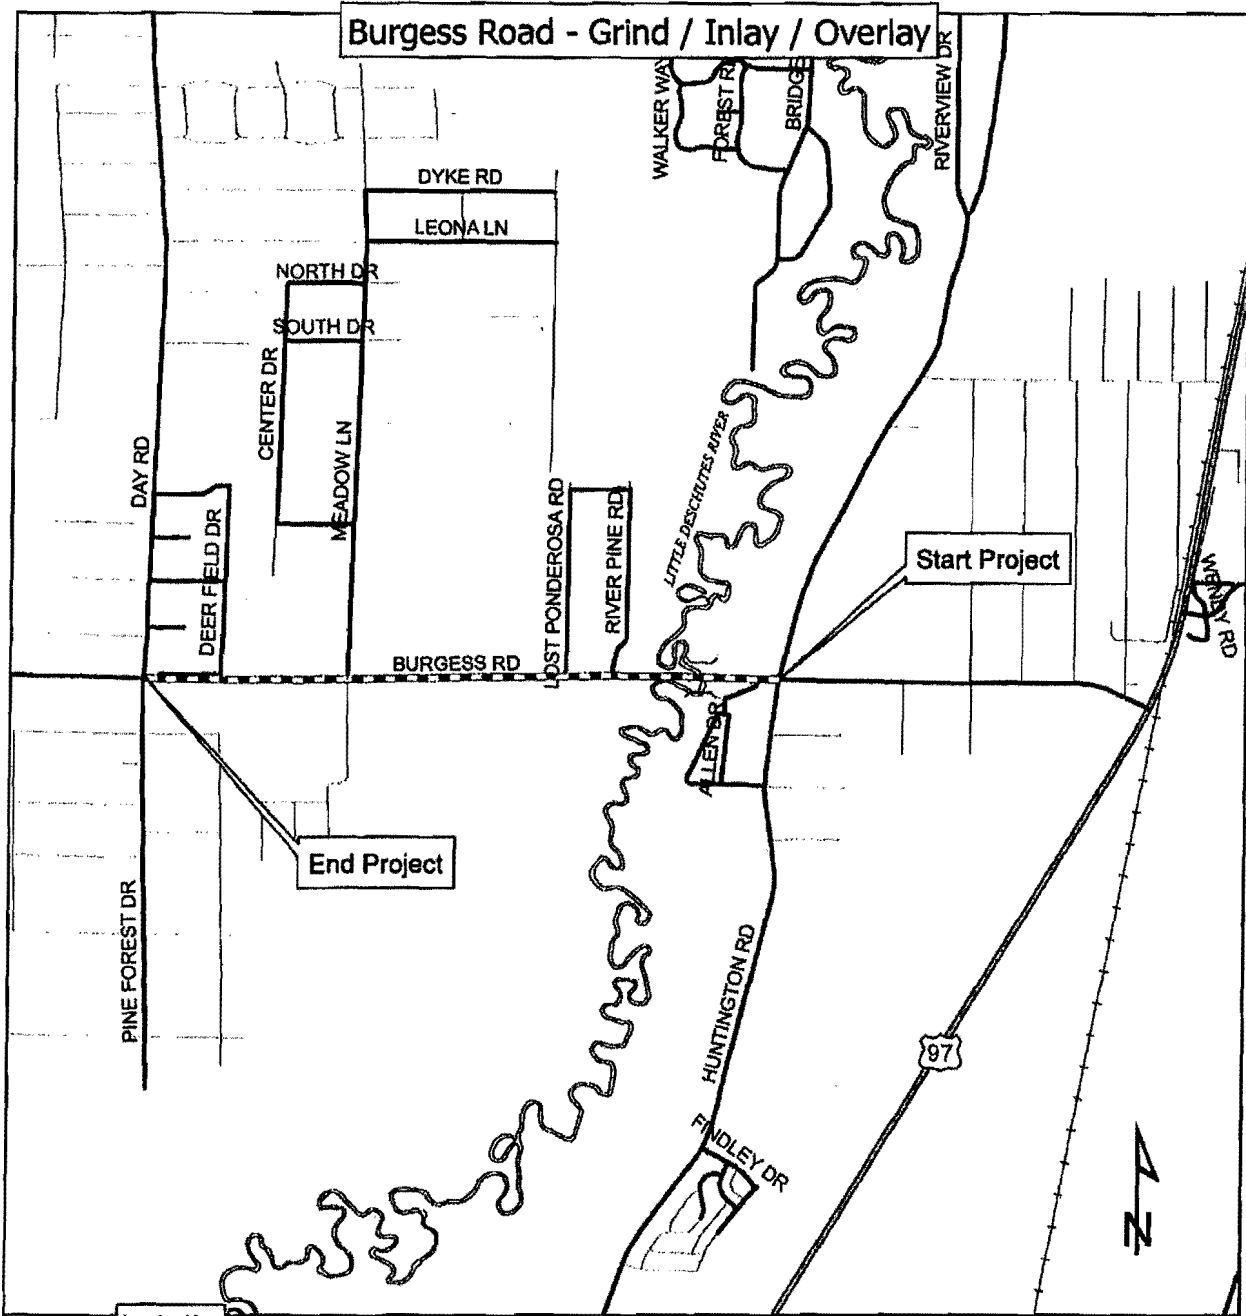 Burgess Road - Grind / Inlay / Overlay
WALKER WAY
FOREST RD
BRIDGE
RIVERVIEW DR
DYKE RD
LEONA LN
NORTH DR
SOUTH DR
CENTER DR
MEADOW LN
DAY RD
DEER FIELD DR
LOST PONDEROSA RD
RIVER PINE RD
LITTLE DESCHUTES RIVER
Start Project
WENDY RD
BURGESS RD
ALLEN DR
End Project
PINE FOREST DR
HUNTINGTON RD
97
FINDLEY DR
N